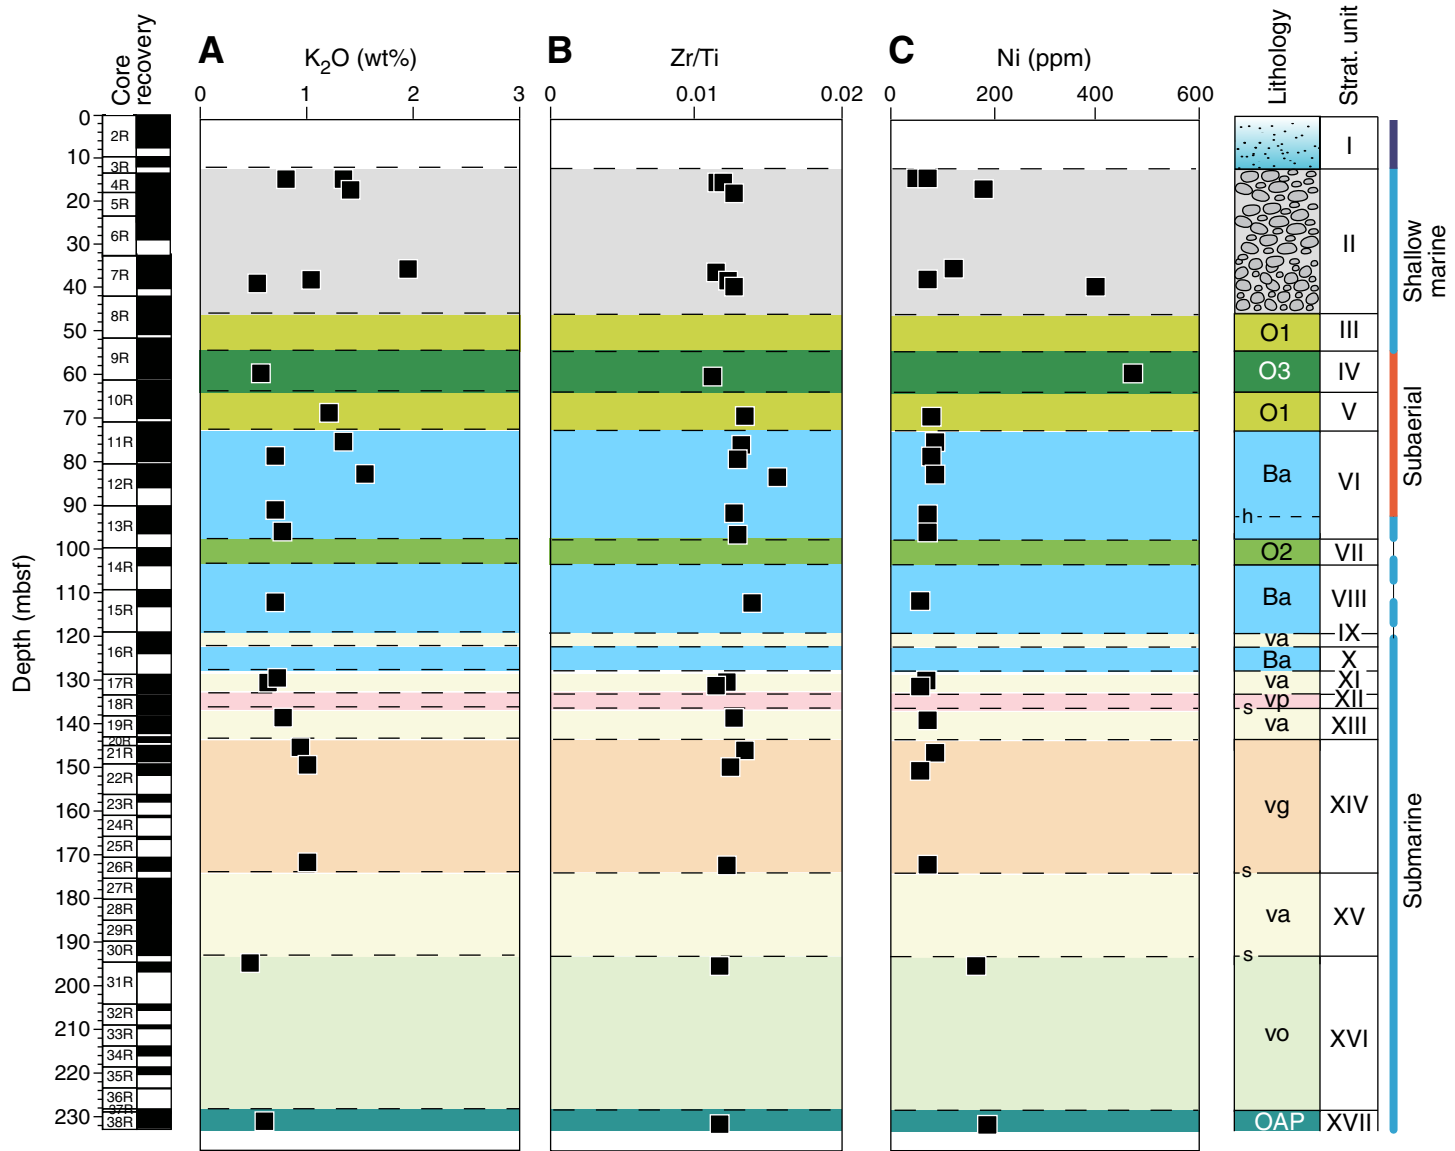 Core recovery
A
K2O (wt%)
0 1 2 3
B
Zr/Ti
0 0.01 0.02
C
Ni (ppm)
0 200 400 600
Lithology
Strat. unit
Depth (mbsf)
0
10
20
30
40
50
60
70
80
90
100
110
120
130
140
150
160
170
180
190
200
210
220
230
2R
3R
4R
5R
6R
7R
8R
9R
10R
11R
12R
13R
14R
15R
16R
17R
18R
19R
20R
21R
22R
23R
24R
25R
26R
27R
28R
29R
30R
31R
32R
33R
34R
35R
36R
37R
38R
I
II
O1 III
O3 IV
O1 V
Ba VI
h
O2 VII
Ba VIII
va IX
Ba X
va XI
vp XII
s
va XIII
vg XIV
s
va XV
s
vo XVI
OAP XVII
Shallow marine
Subaerial
Submarine